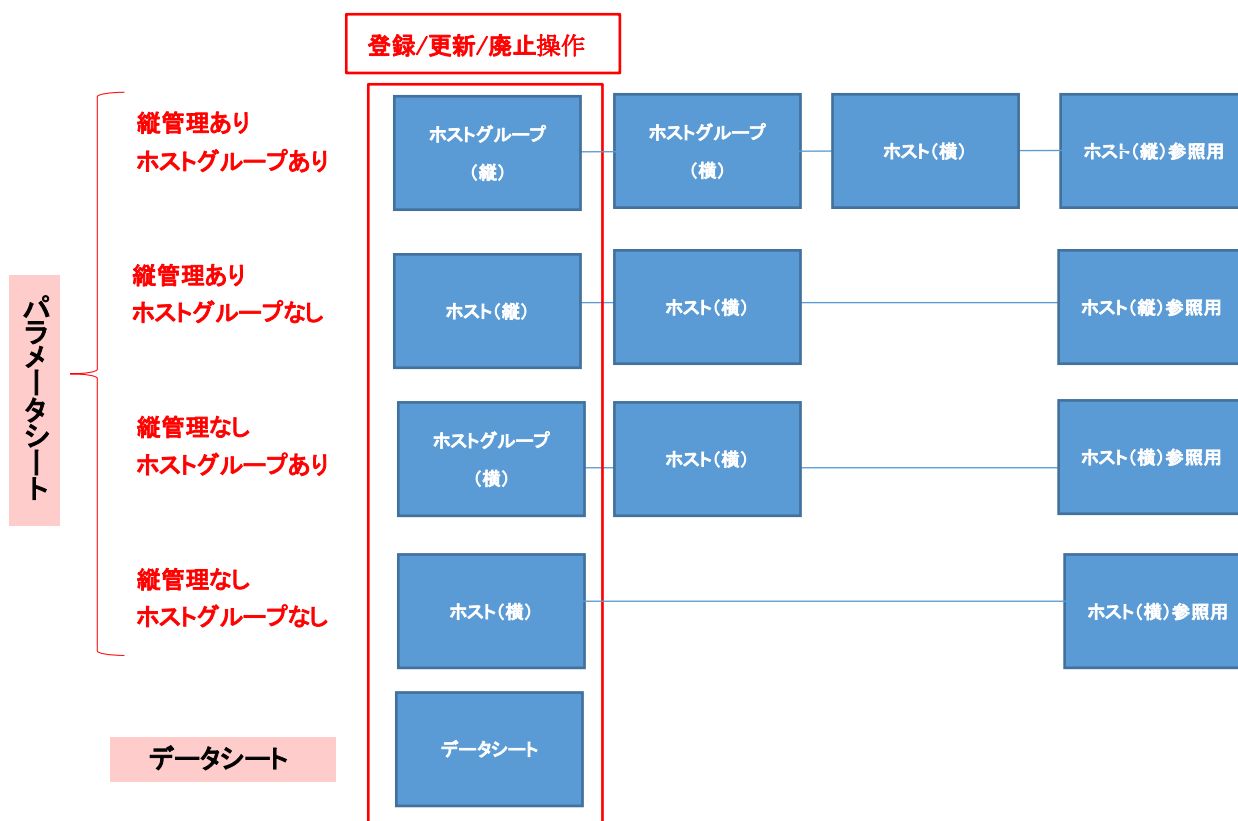 登録/更新/廃止操作
縦管理あり
ホストグループあり
ホストグループ
(縦)
ホストグループ
(横)
ホスト(横)
ホスト(縦)参照用
パラメータシート
縦管理あり
ホストグループなし
ホスト(縦)
ホスト(横)
ホスト(縦)参照用
縦管理なし
ホストグループあり
ホストグループ
(横)
ホスト(横)
ホスト(横)参照用
縦管理なし
ホストグループなし
ホスト(横)
ホスト(横)参照用
データシート
データシート